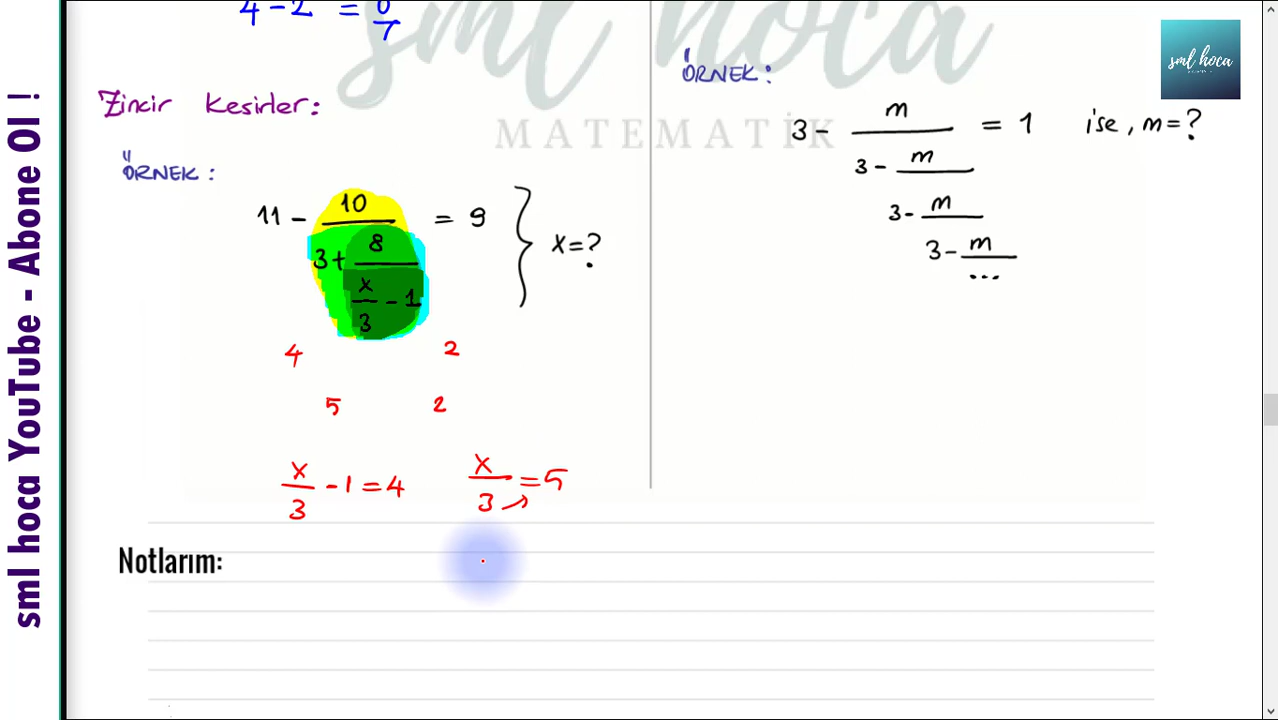 sml hoca YouTube - Abone Ol !
4 - 2 = 6/7
Zincir Kesirler:
ÖRNEK:
11 - 10
3 + 8
x/3 - 1
= 9 } x = ?
4 2
5 2
x/3 - 1 = 4 x/3 = 5
Notlarım:
sml hoca
MATEMATİK
ÖRNEK:
3 - m = 1 ise, m = ?
3 - m
3 - m
3 - m
...
sml hoca